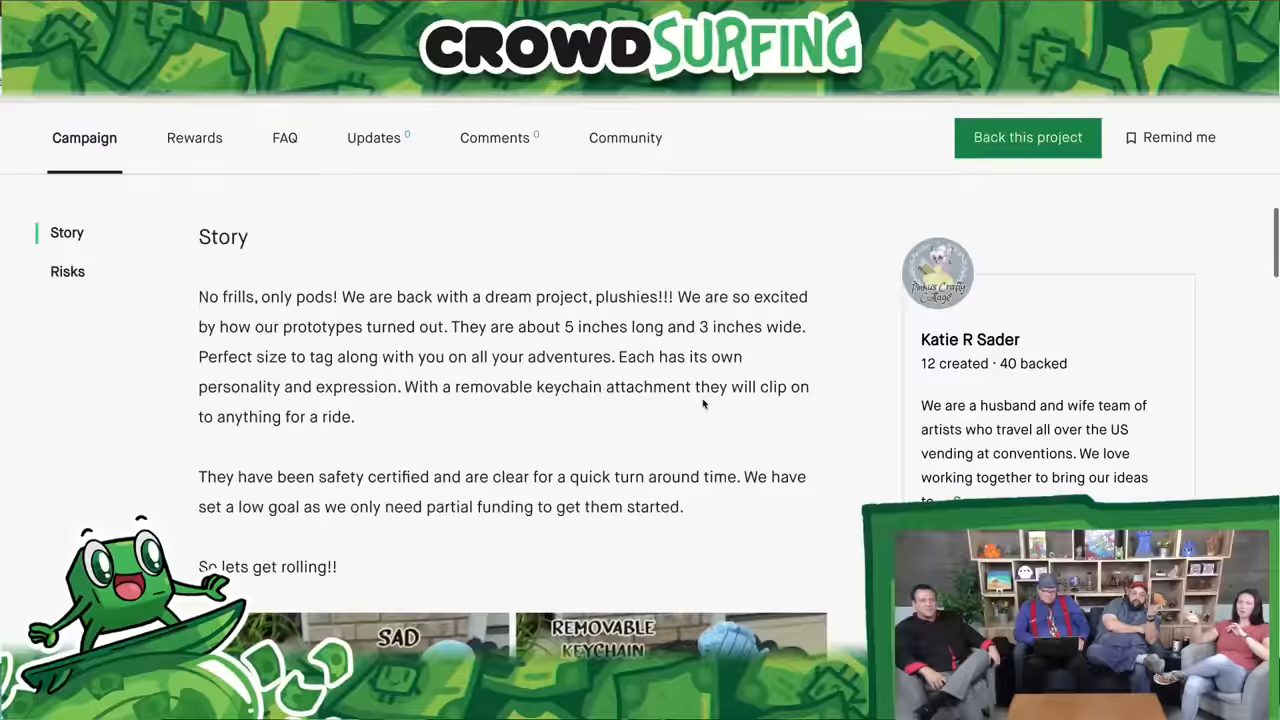 CROWDSURFING
Campaign
Rewards
FAQ
Updates 0
Comments 0
Community
Back this project
Remind me
Story
Risks
Story
No frills, only pods! We are back with a dream project, plushies!!! We are so excited
by how our prototypes turned out. They are about 5 inches long and 3 inches wide.
Perfect size to tag along with you on all your adventures. Each has its own
personality and expression. With a removable keychain attachment they will clip on
to anything for a ride.
They have been safety certified and are clear for a quick turn around time. We have
set a low goal as we only need partial funding to get them started.
So lets get rolling!!
SAD
REMOVABLE
KEYCHAIN
Pinkus Crafty
Cottage
Katie R Sader
12 created · 40 backed
We are a husband and wife team of
artists who travel all over the US
vending at conventions. We love
working together to bring our ideas